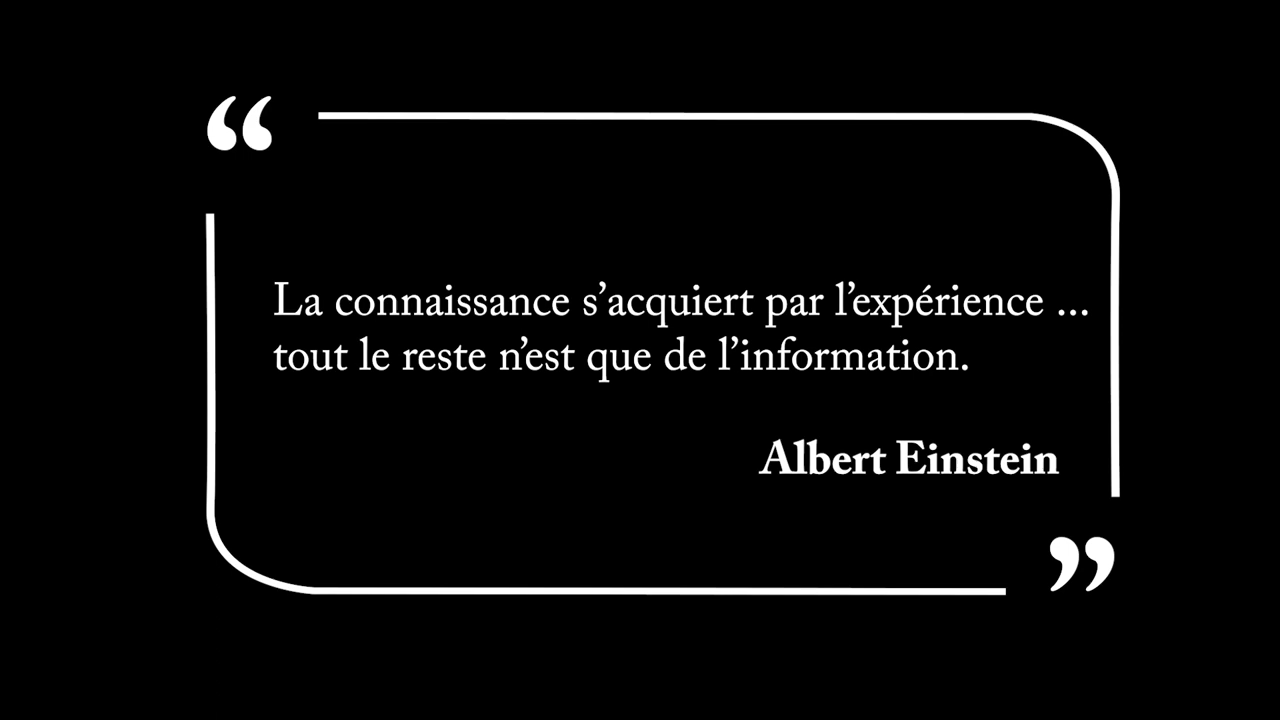 “
La connaissance s’acquiert par l’expérience ...
tout le reste n’est que de l’information.
Albert Einstein
”